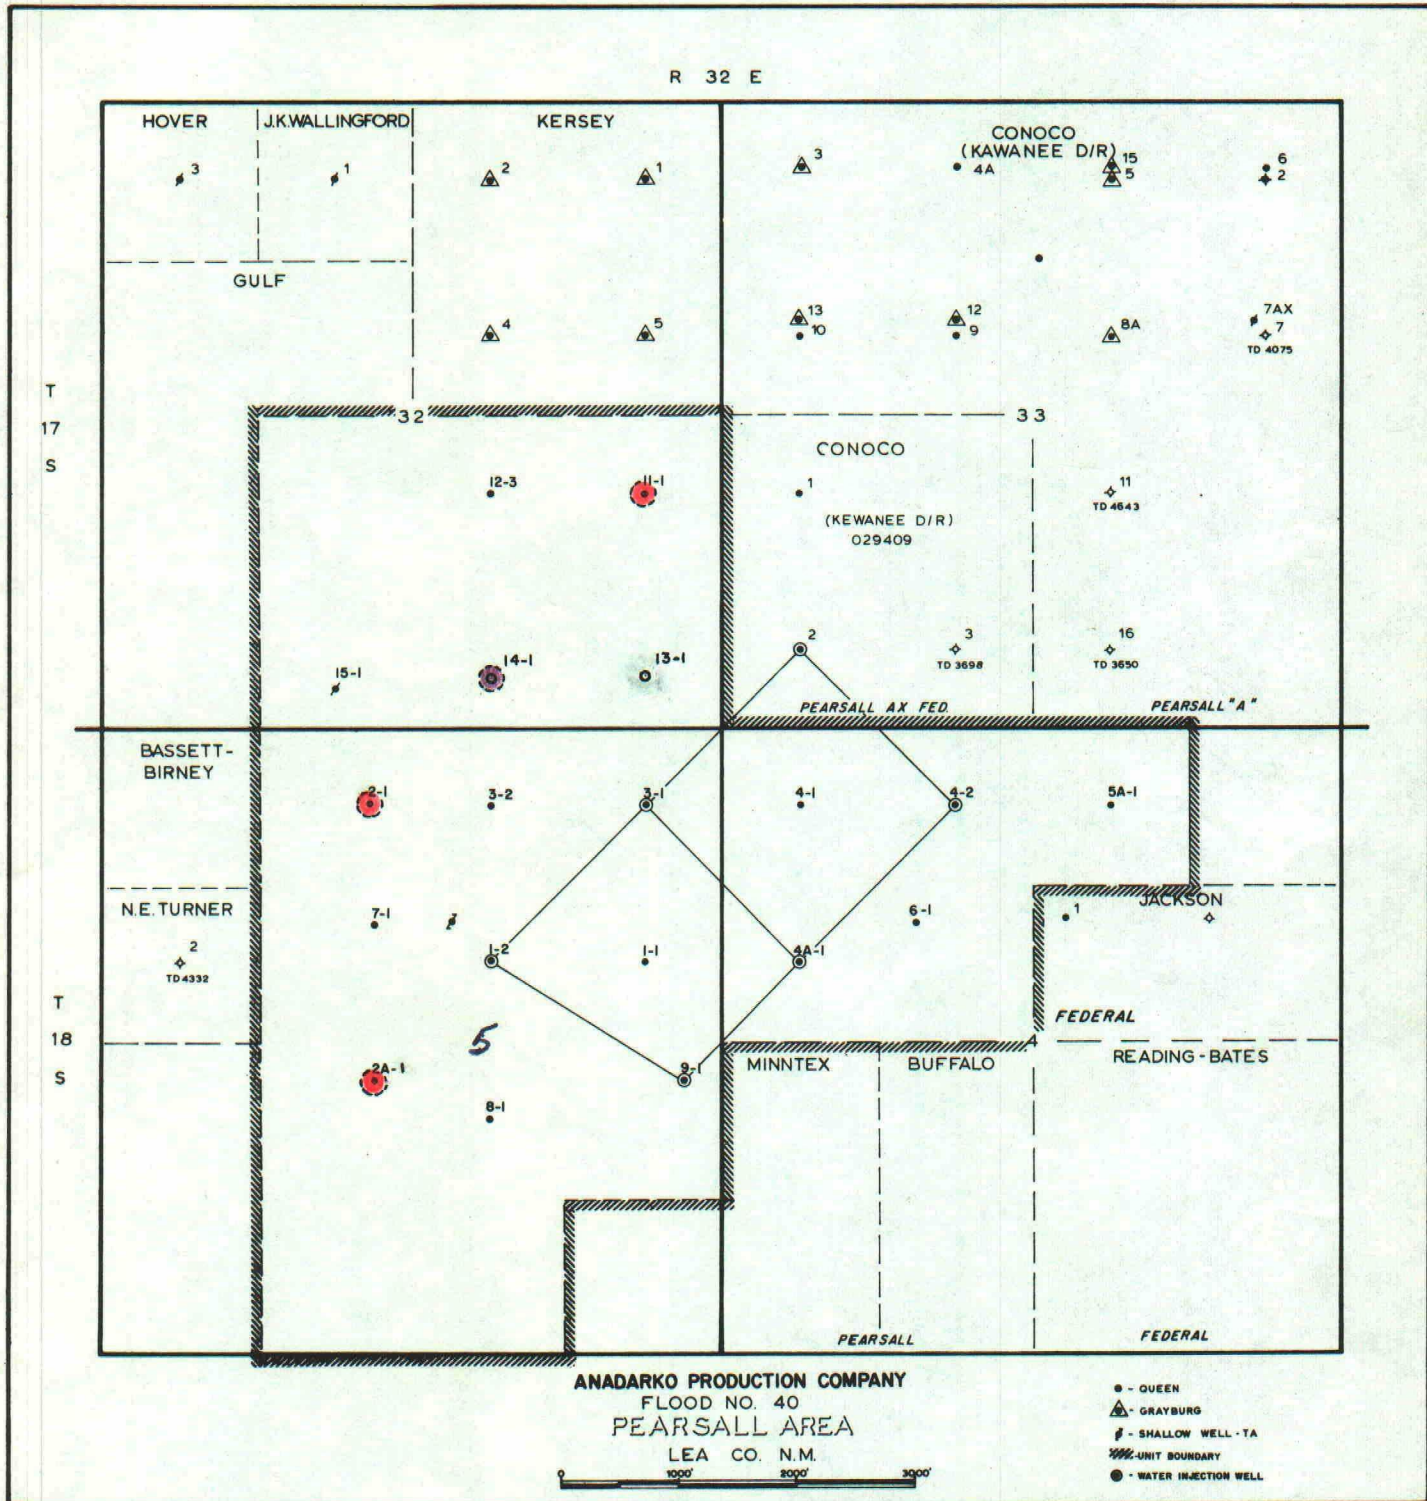 R 32 E
HOVER
J.K.WALLINGFORD
KERSEY
CONOCO
(KAWANEE D/R)
3
1
2
1
3
4A
15
5
6
2
GULF
4
5
13
10
12
9
8A
7AX
7
TD 4075
T
17
S
32
33
CONOCO
12-3
11-1
1
(KEWANEE D/R)
029409
11
TD 4643
15-1
14-1
13-1
2
3
TD 3698
16
TD 3650
PEARSALL AX FED.
PEARSALL "A"
BASSETT-
BIRNEY
2-1
3-2
3-1
4-1
4-2
5A-1
N.E. TURNER
2
TD4332
7-1
1-2
1-1
4A-1
6-1
1
JACKSON
T
18
S
5
FEDERAL
4
MINNTEX
BUFFALO
READING-BATES
2A-1
8-1
9-1
PEARSALL
FEDERAL
ANADARKO PRODUCTION COMPANY
FLOOD NO. 40
PEARSALL AREA
LEA CO. N.M.
0 1000' 2000' 3000'
- QUEEN
- GRAYBURG
- SHALLOW WELL - TA
-UNIT BOUNDARY
- WATER INJECTION WELL